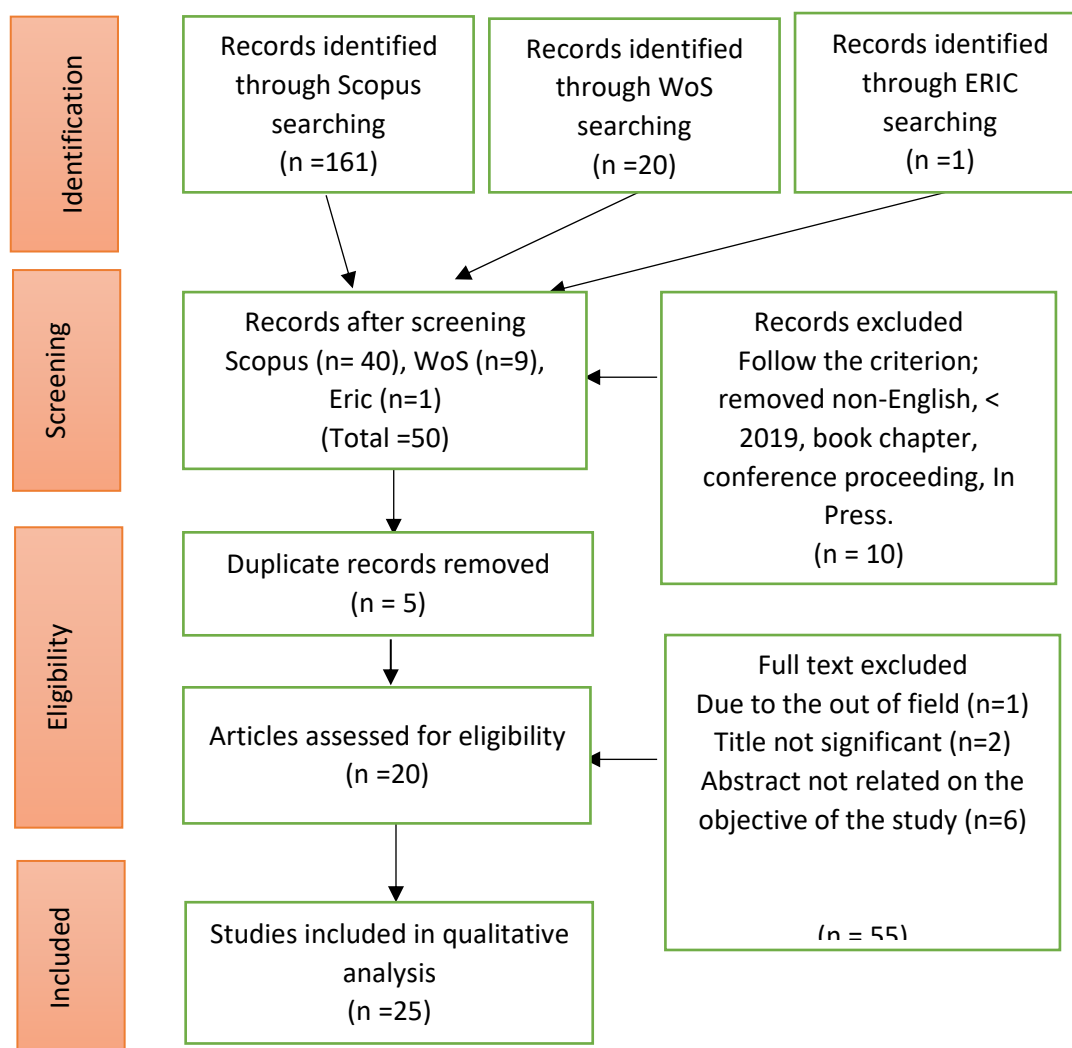 Identification
Records identified
through Scopus
searching
(n =161)
Records identified
through WoS
searching
(n =20)
Records identified
through ERIC
searching
(n =1)
Screening
Records after screening
Scopus (n= 40), WoS (n=9),
Eric (n=1)
(Total =50)
Records excluded
Follow the criterion;
removed non-English, <
2019, book chapter,
conference proceeding, In
Press.
(n = 10)
Eligibility
Duplicate records removed
(n = 5)
Articles assessed for eligibility
(n =20)
Full text excluded
Due to the out of field (n=1)
Title not significant (n=2)
Abstract not related on the
objective of the study (n=6)
(n = 55)
Included
Studies included in qualitative
analysis
(n =25)